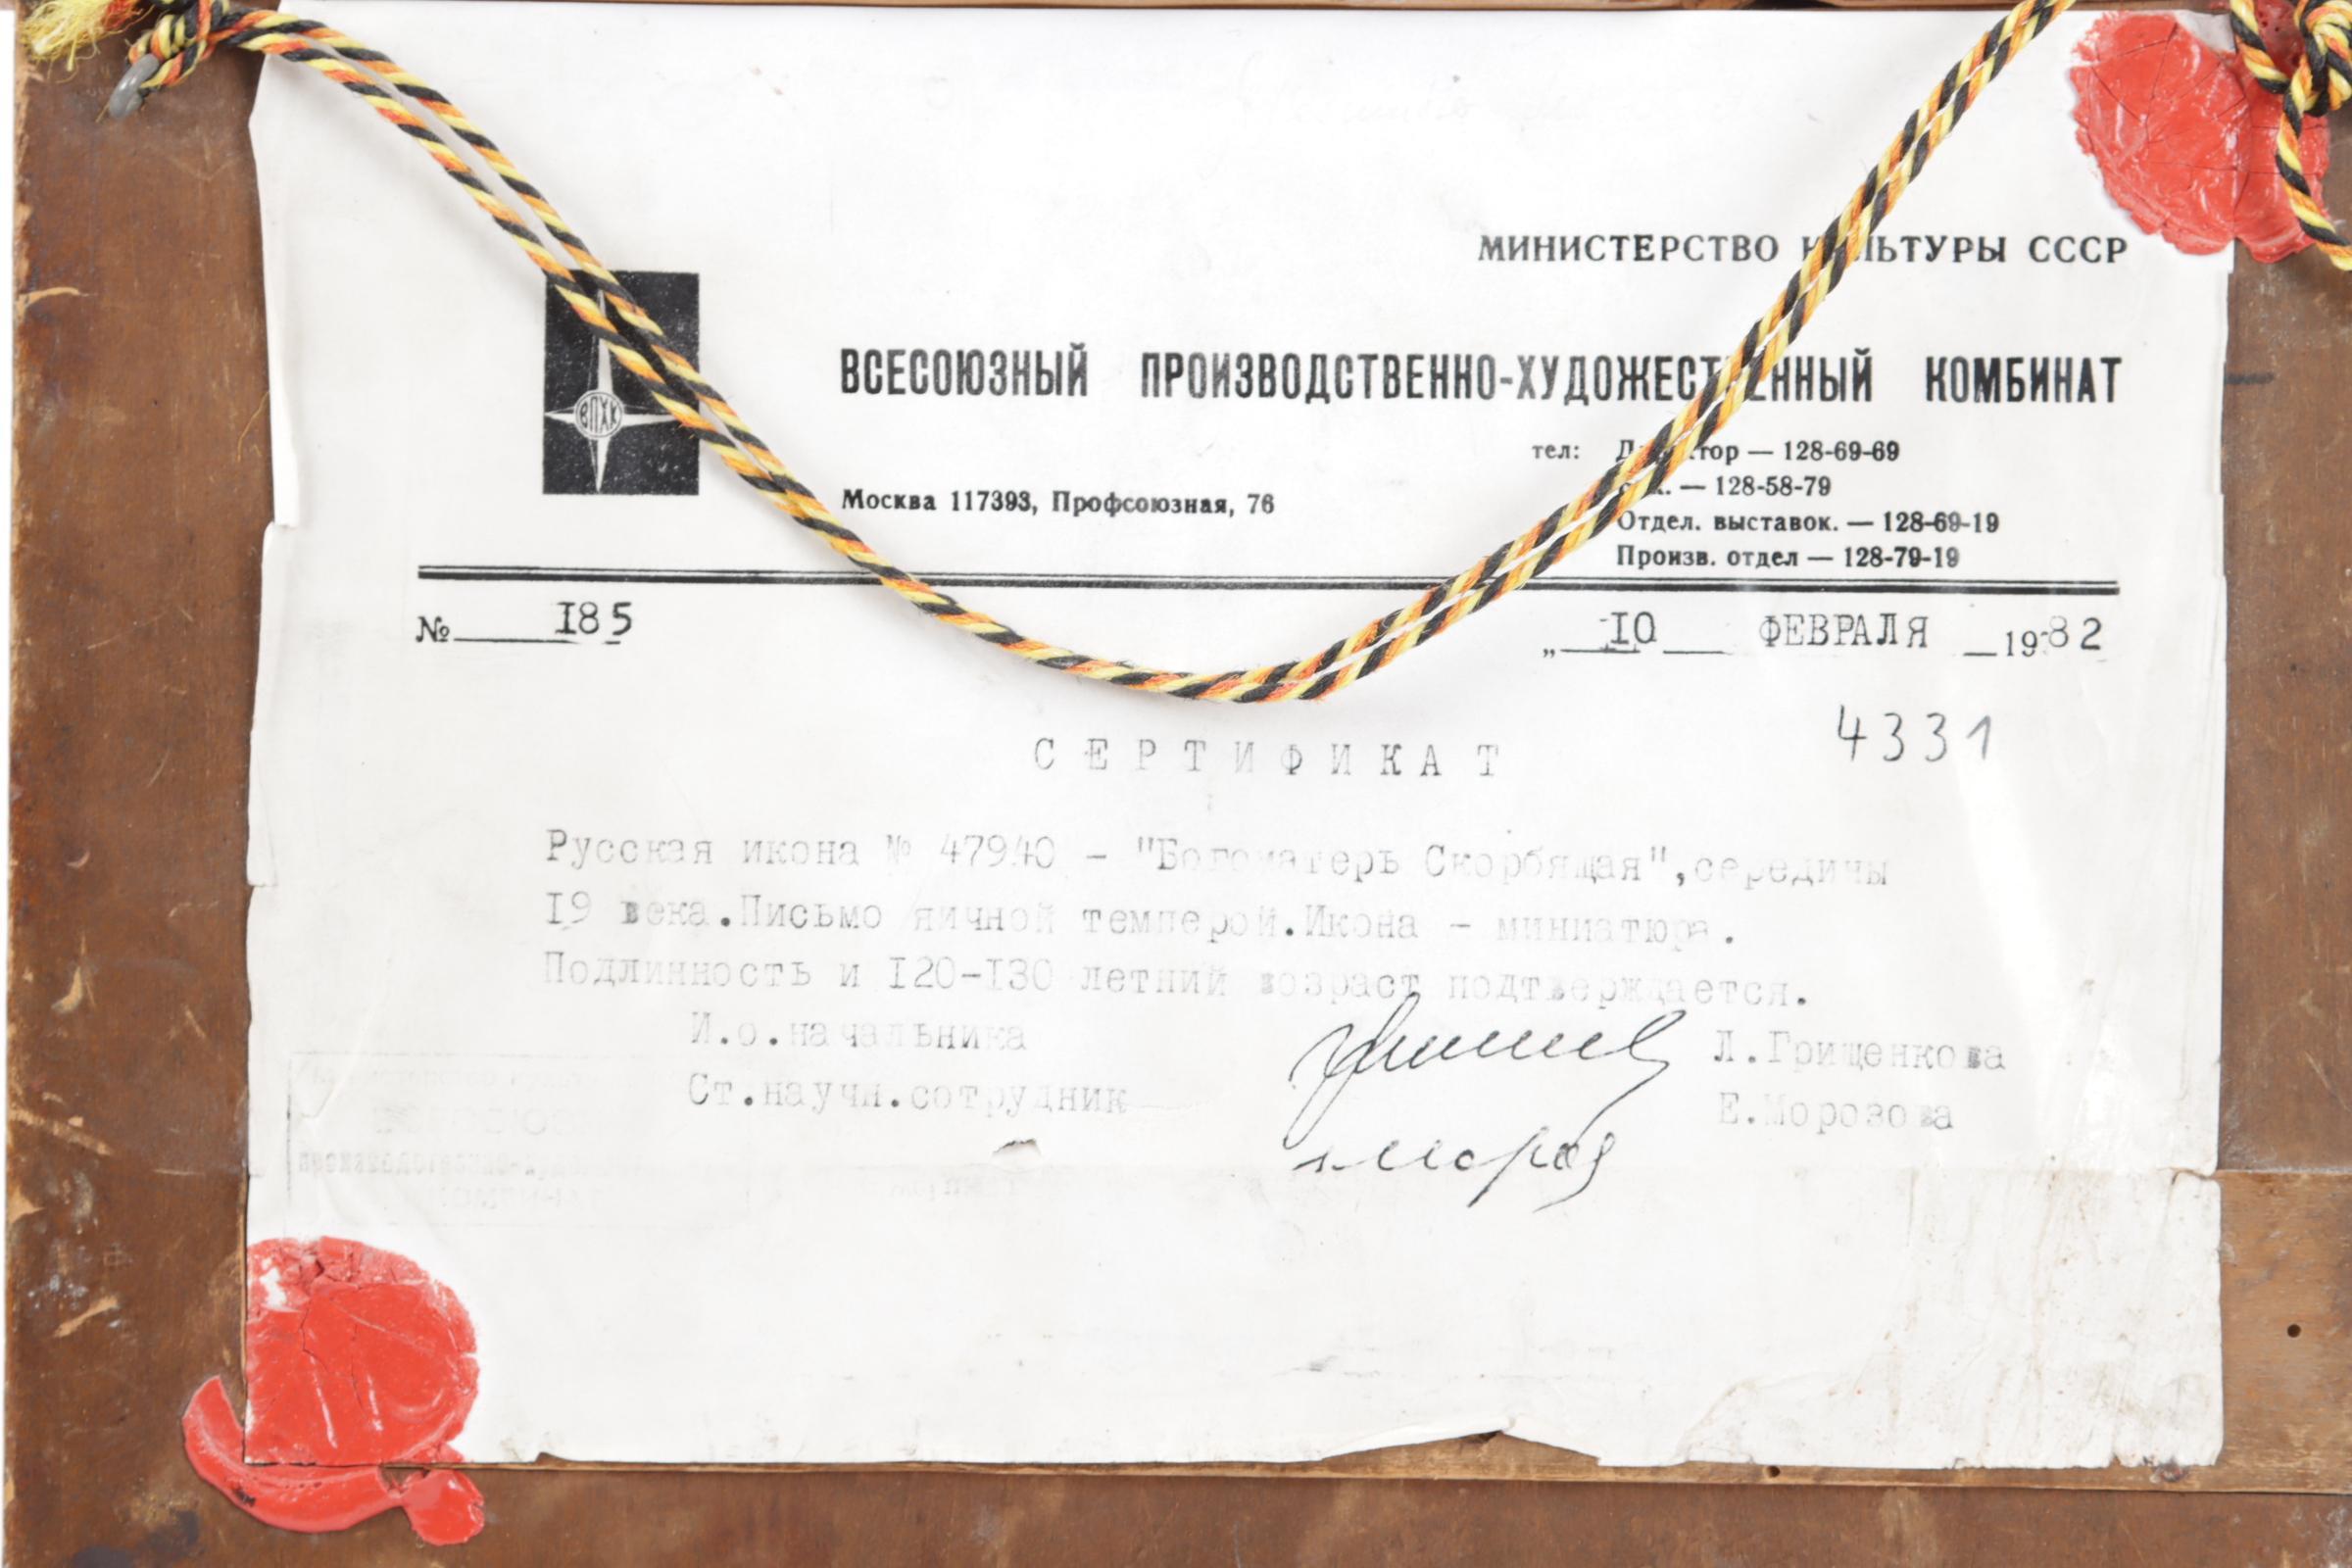 МИНИСТЕРСТВО КУЛЬТУРЫ СССР
ВПХК
ВСЕСОЮЗНЫЙ ПРОИЗВОДСТВЕННО-ХУДОЖЕСТВЕННЫЙ КОМБИНАТ
Москва 117393, Профсоюзная, 76
тел: Директор — 128-69-69
— 128-58-79
Отдел. выставок. — 128-69-19
Произв. отдел — 128-79-19
№ 185
„ 10 ФЕВРАЛЯ 1982
4331
СЕРТИФИКАТ
Русская икона № 47940 - "Богоматерь Скорбящая",середины
19 века.Письмо яичной темперой.Икона - миниатюра.
Подлинность и 120-130 летний возраст подтверждается.
И.о.начальника Л.Грищенкова
Ст.научн.сотрудник Е.Морозова